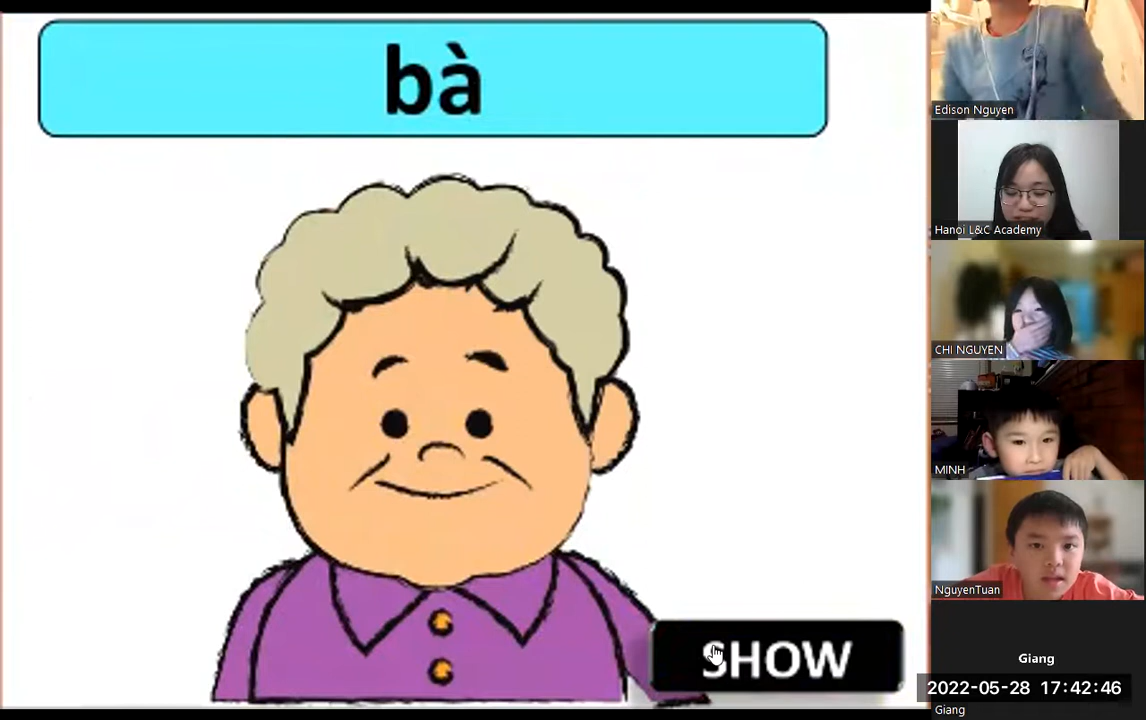 bà
SHOW
Edison Nguyen
Hanoi L&C Academy
CHI NGUYEN
MINH
NguyenTuan
Giang
2022-05-28 17:42:46
Giang